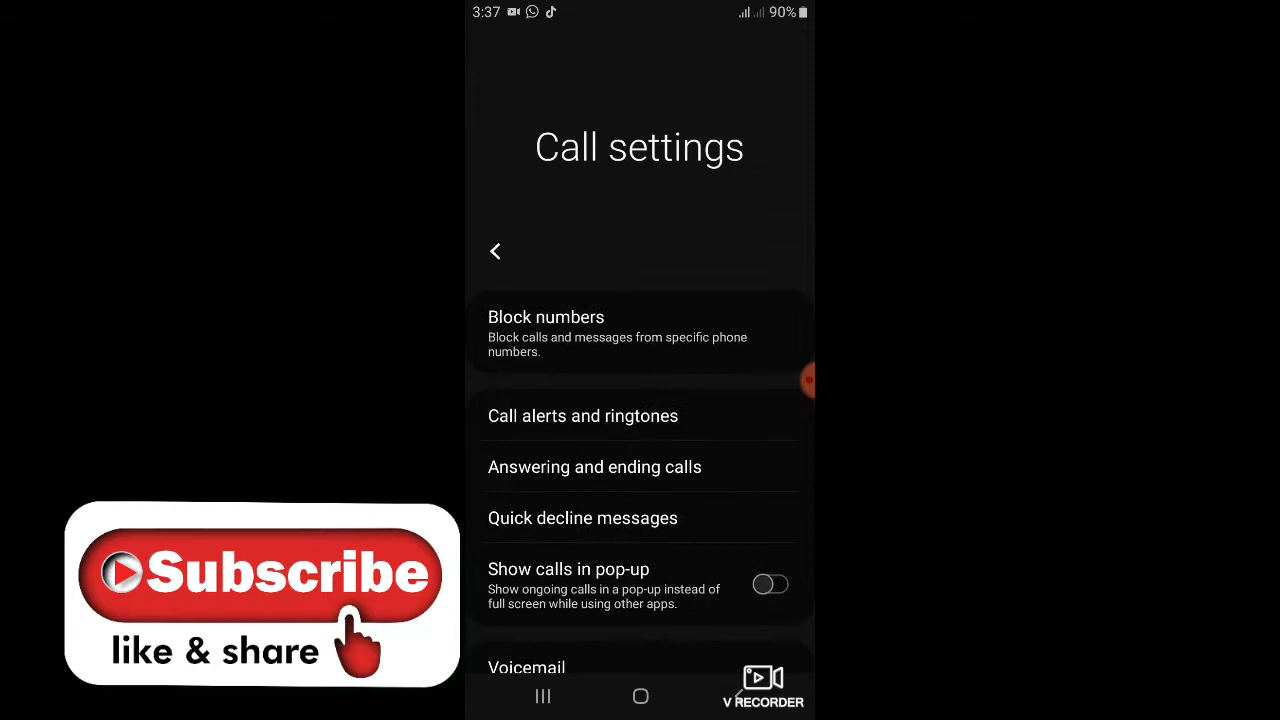 3:37
90%
Call settings
Block numbers
Block calls and messages from specific phone
numbers.
Call alerts and ringtones
Answering and ending calls
Quick decline messages
Show calls in pop-up
Show ongoing calls in a pop-up instead of
full screen while using other apps.
Voicemail
Subscribe
like & share
V RECORDER